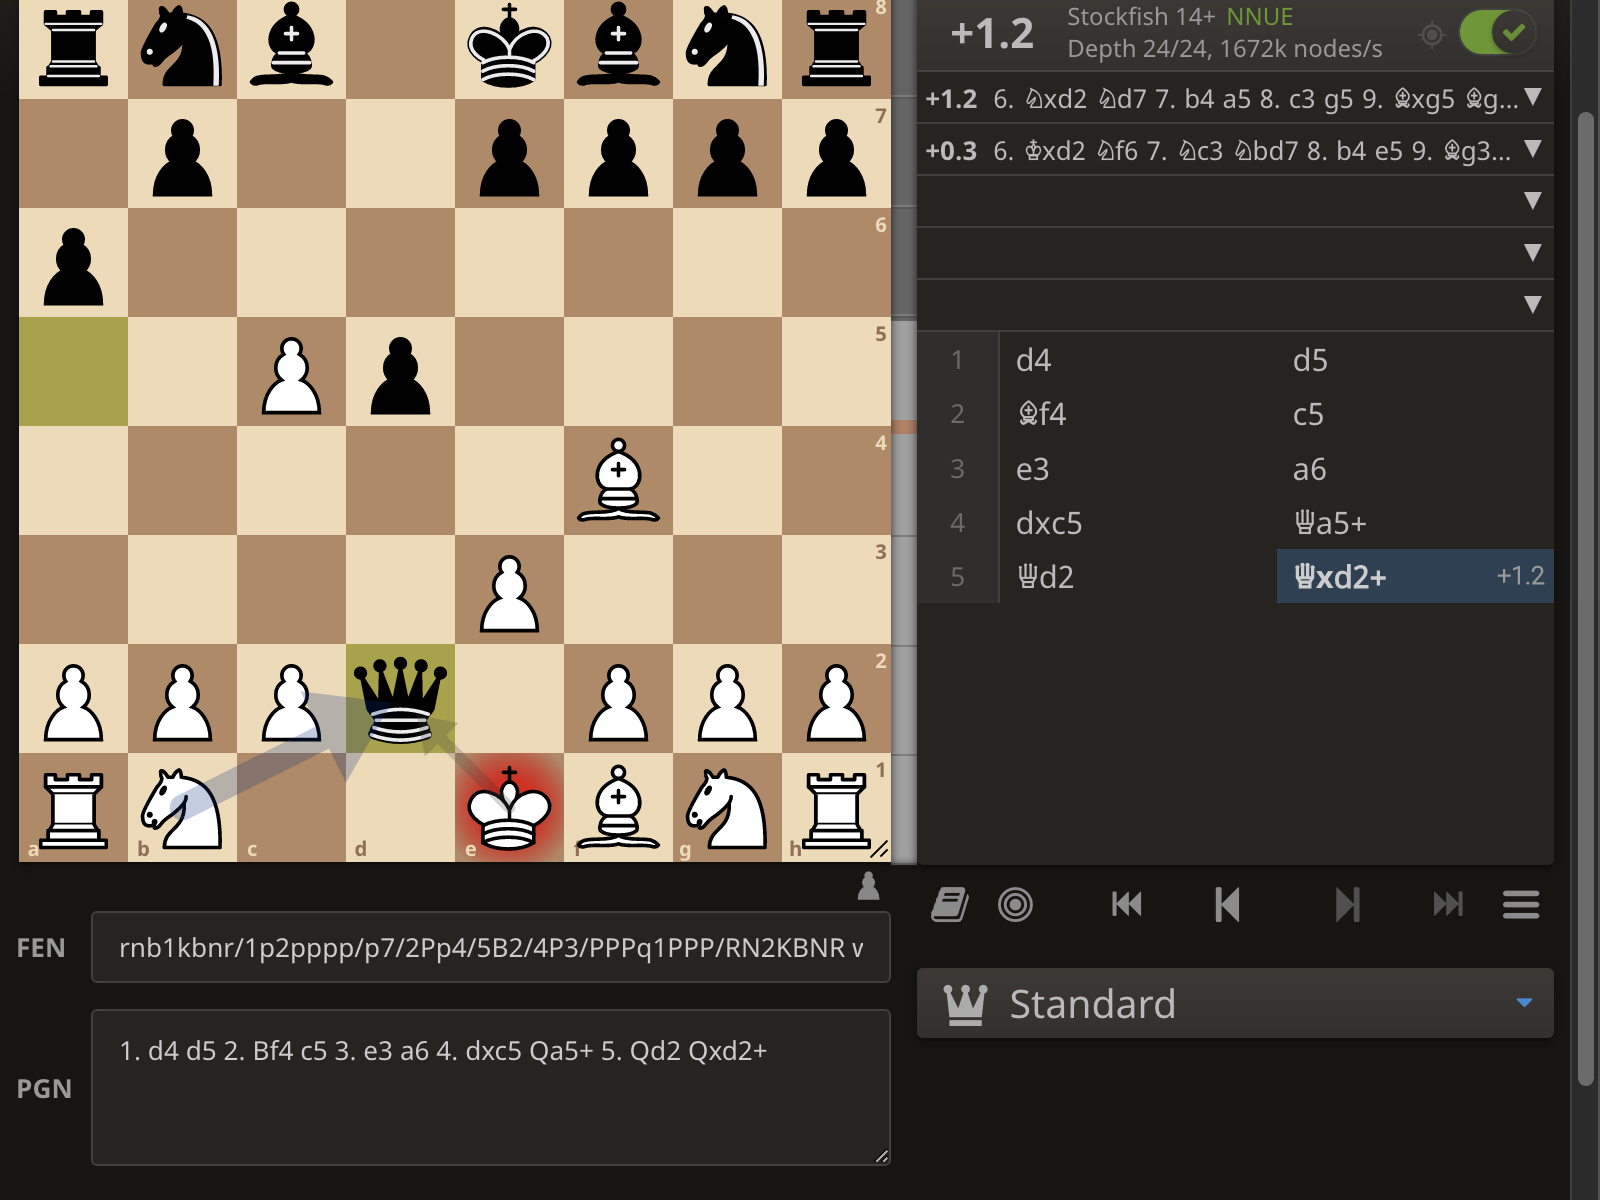 8
7
6
5
4
3
2
1
a b c d e f g h
+1.2
Stockfish 14+ NNUE
Depth 24/24, 1672k nodes/s
+1.2 6. ♘xd2 ♘d7 7. b4 a5 8. c3 g5 9. ♗xg5 ♗g...
+0.3 6. ♔xd2 ♘f6 7. ♘c3 ♘bd7 8. b4 e5 9. ♗g3...
1 d4 d5
2 ♗f4 c5
3 e3 a6
4 dxc5 ♕a5+
5 ♕d2 ♕xd2+ +1.2
FEN
rnb1kbnr/1p2pppp/p7/2Pp4/5B2/4P3/PPPq1PPP/RN2KBNR w
PGN
1. d4 d5 2. Bf4 c5 3. e3 a6 4. dxc5 Qa5+ 5. Qd2 Qxd2+
Standard